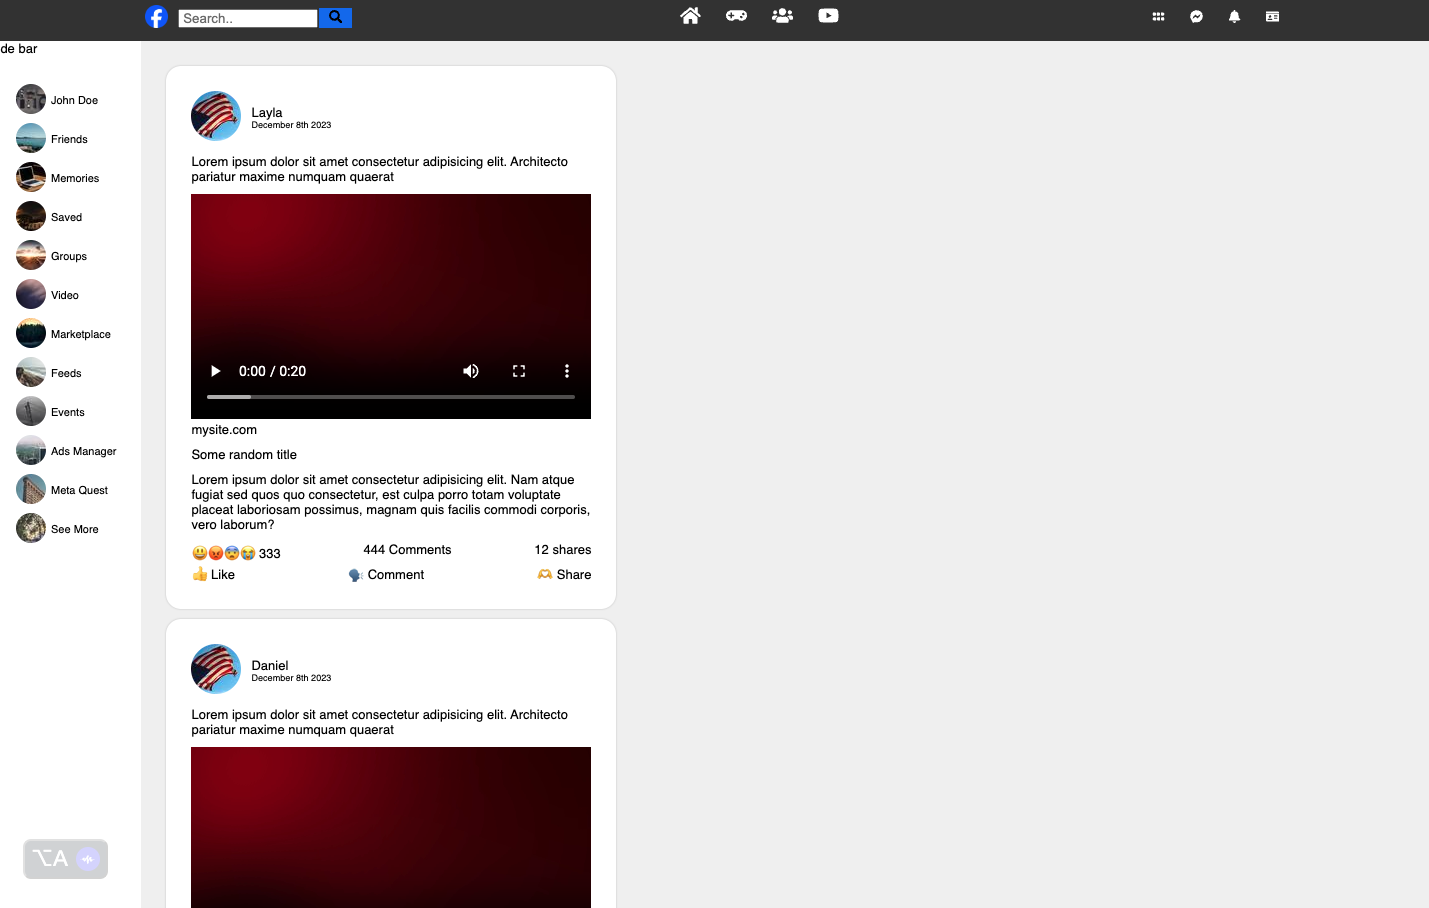 Search..
de bar
John Doe
Friends
Memories
Saved
Groups
Video
Marketplace
Feeds
Events
Ads Manager
Meta Quest
See More
⌥A
Layla
December 8th 2023
Lorem ipsum dolor sit amet consectetur adipisicing elit. Architecto
pariatur maxime numquam quaerat
0:00 / 0:20
mysite.com
Some random title
Lorem ipsum dolor sit amet consectetur adipisicing elit. Nam atque
fugiat sed quos quo consectetur, est culpa porro totam voluptate
placeat laboriosam possimus, magnam quis facilis commodi corporis,
vero laborum?
😃😡😨😭 333 444 Comments 12 shares
👍 Like 🗣️ Comment 🫶 Share
Daniel
December 8th 2023
Lorem ipsum dolor sit amet consectetur adipisicing elit. Architecto
pariatur maxime numquam quaerat